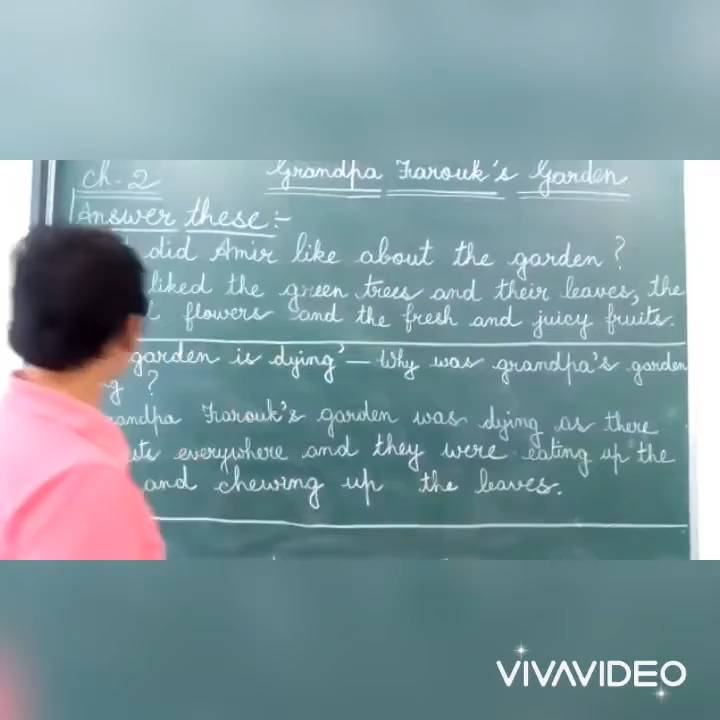 Ch-2 Grandpa Farouk's Garden
Answer these:-
did Amir like about the garden?
liked the green trees and their leaves, the
flowers and the fresh and juicy fruits.
garden is dying' — Why was grandpa's garden
?
Farouk's garden was dying as there
everywhere and they were eating up the
and chewing up the leaves.
VIVAVIDEO